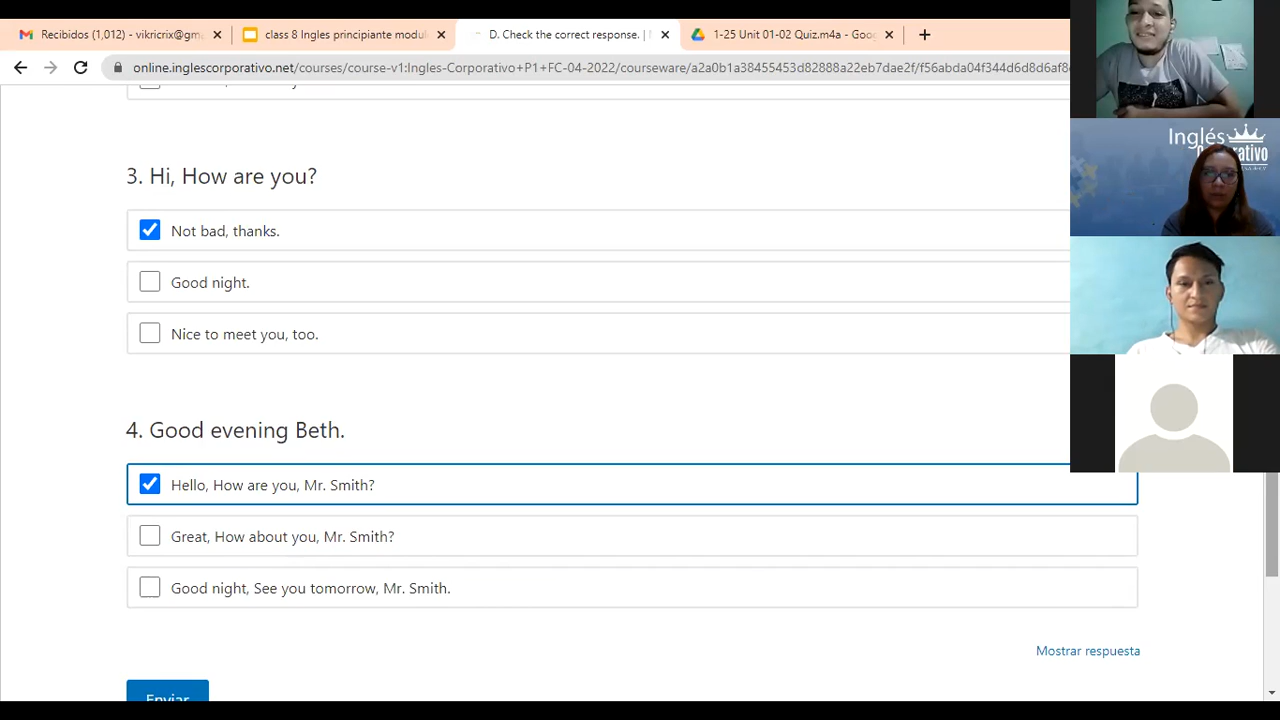 Recibidos (1,012) - vikricrix@gm
class 8 Ingles principiante modul
D. Check the correct response. |
1-25 Unit 01-02 Quiz.m4a - Goo
online.inglescorporativo.net/courses/course-v1:Ingles-Corporativo+P1+FC-04-2022/courseware/a2a0b1a38455453d82888a22eb7dae2f/f56abda04f344d6d8d6af8
Inglés
3. Hi, How are you?
Not bad, thanks.
Good night.
Nice to meet you, too.
4. Good evening Beth.
Hello, How are you, Mr. Smith?
Great, How about you, Mr. Smith?
Good night, See you tomorrow, Mr. Smith.
Mostrar respuesta
Enviar